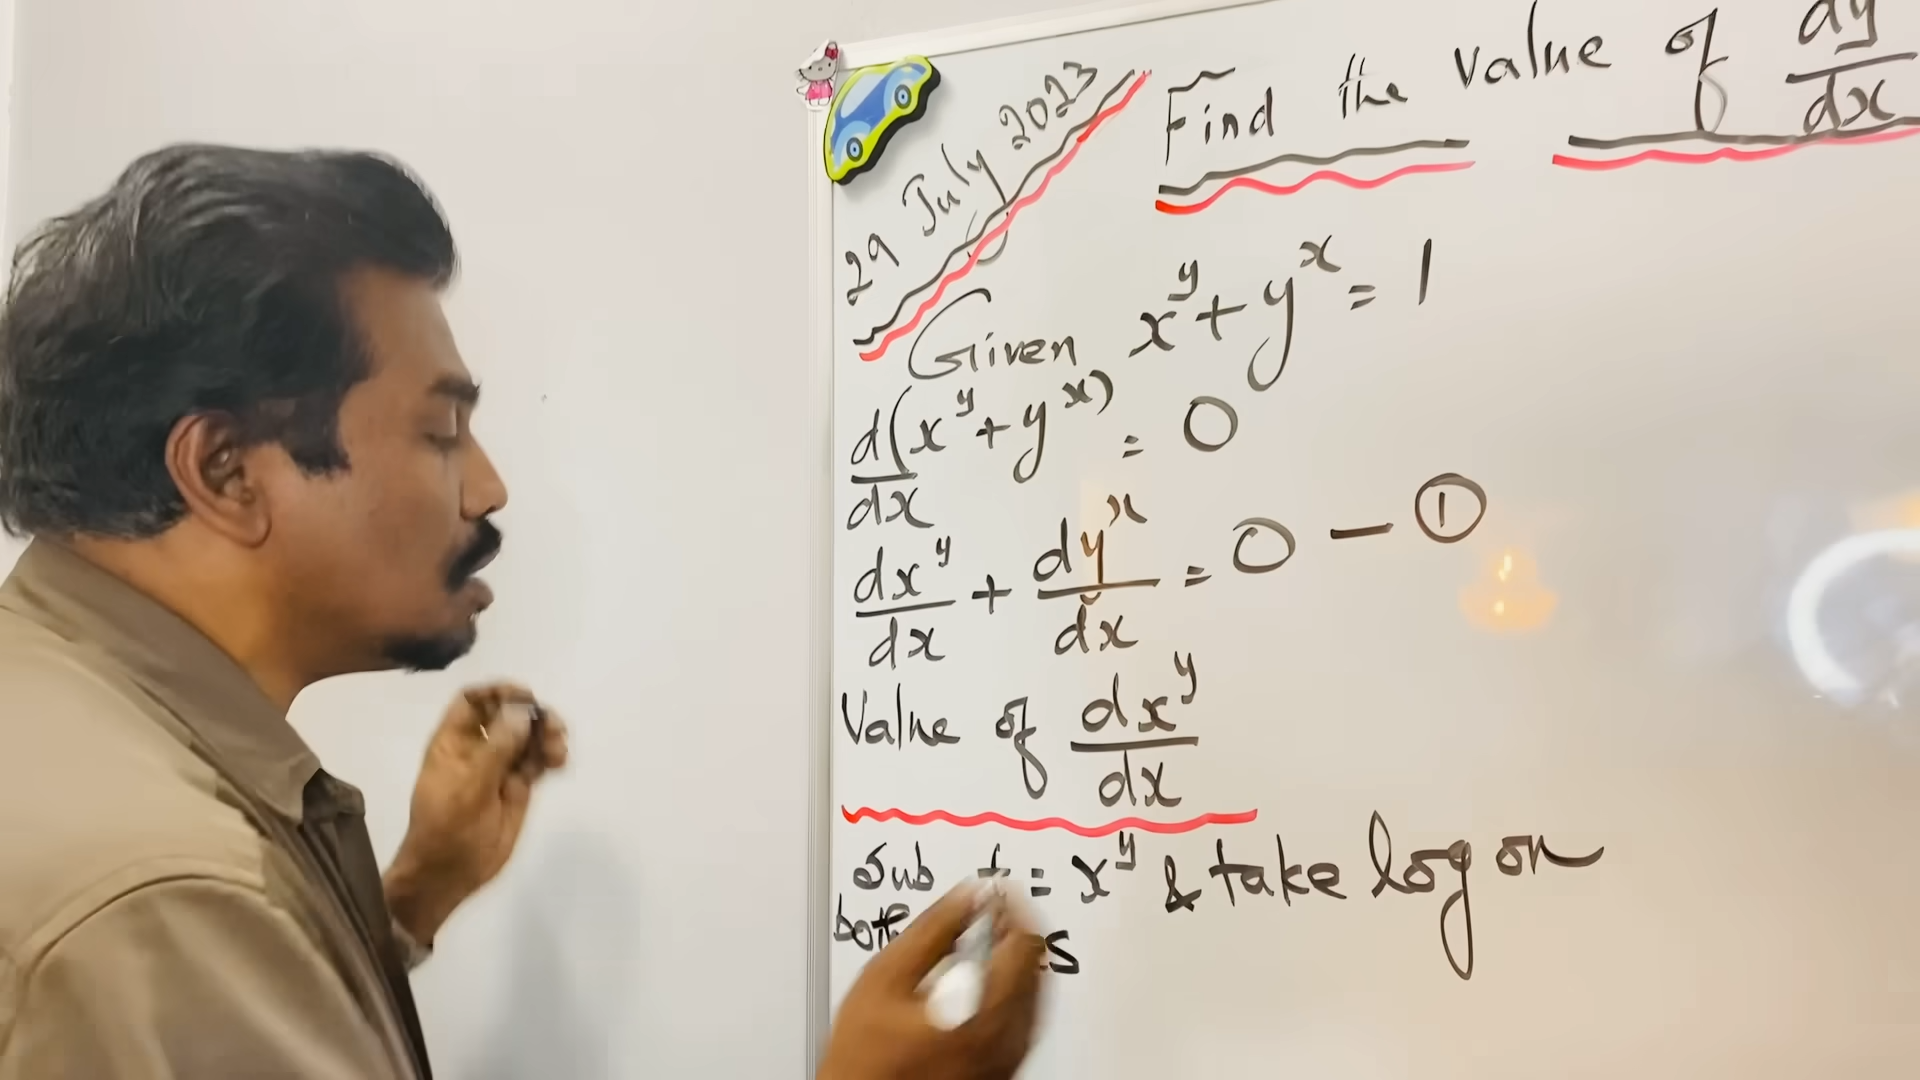 29 July 2023
Find the value of dy/dx
Given x^y + y^x = 1
d/dx (x^y + y^x) = 0
dx^y/dx + dy^x/dx = 0 — ①
Value of dx^y/dx
Sub t = x^y & take log on
both